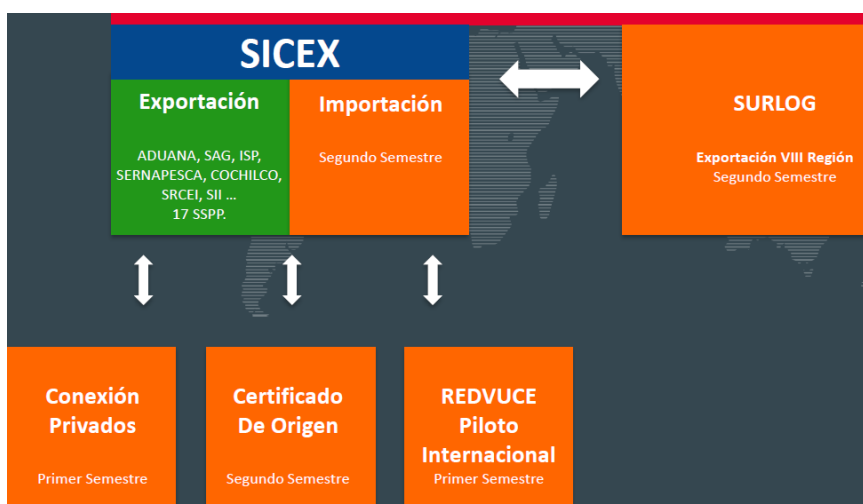 SICEX
Exportación
ADUANA, SAG, ISP,
SERNAPESCA, COCHILCO,
SRCEI, SII ...
17 SSPP.
Importación
Segundo Semestre
SURLOG
Exportación VIII Región
Segundo Semestre
Conexión
Privados
Primer Semestre
Certificado
De Origen
Segundo Semestre
REDVUCE
Piloto
Internacional
Primer Semestre